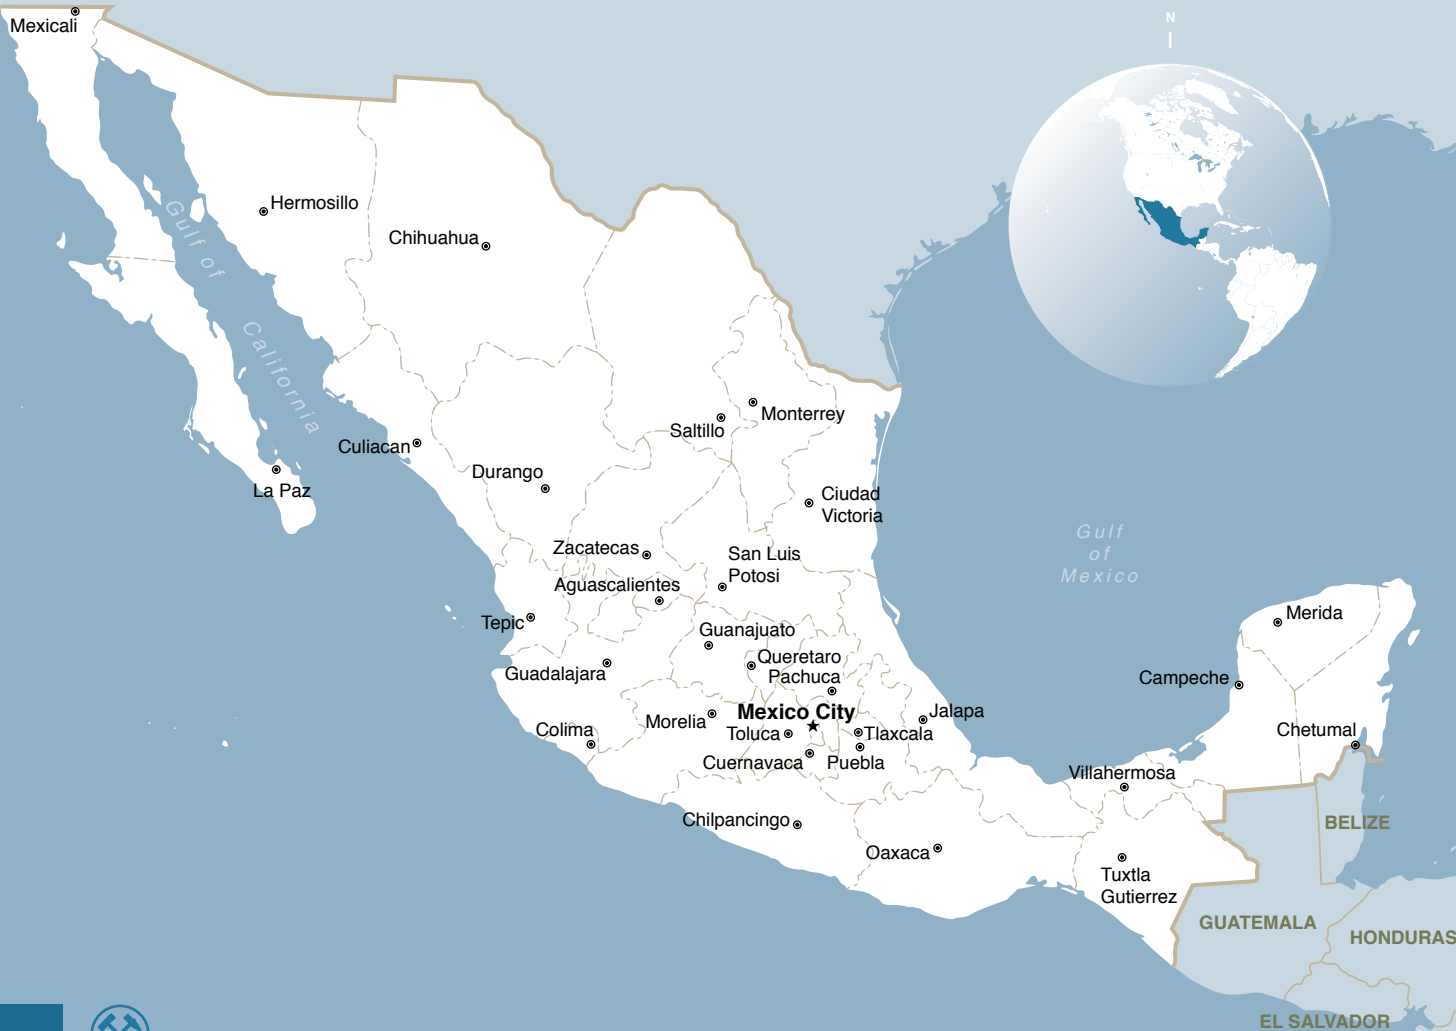 N
Mexicali
Hermosillo
Chihuahua
Gulf of
California
Monterrey
Saltillo
Culiacan
Durango
La Paz
Ciudad
Victoria
Gulf
of
Mexico
Zacatecas
San Luis
Potosi
Aguascalientes
Tepic
Guanajuato
Merida
Queretaro
Guadalajara
Pachuca
Campeche
Mexico City
Jalapa
Morelia
Colima
Toluca
Tlaxcala
Chetumal
Cuernavaca
Puebla
Villahermosa
Chilpancingo
BELIZE
Oaxaca
Tuxtla
Gutierrez
GUATEMALA
HONDURAS
EL SALVADOR